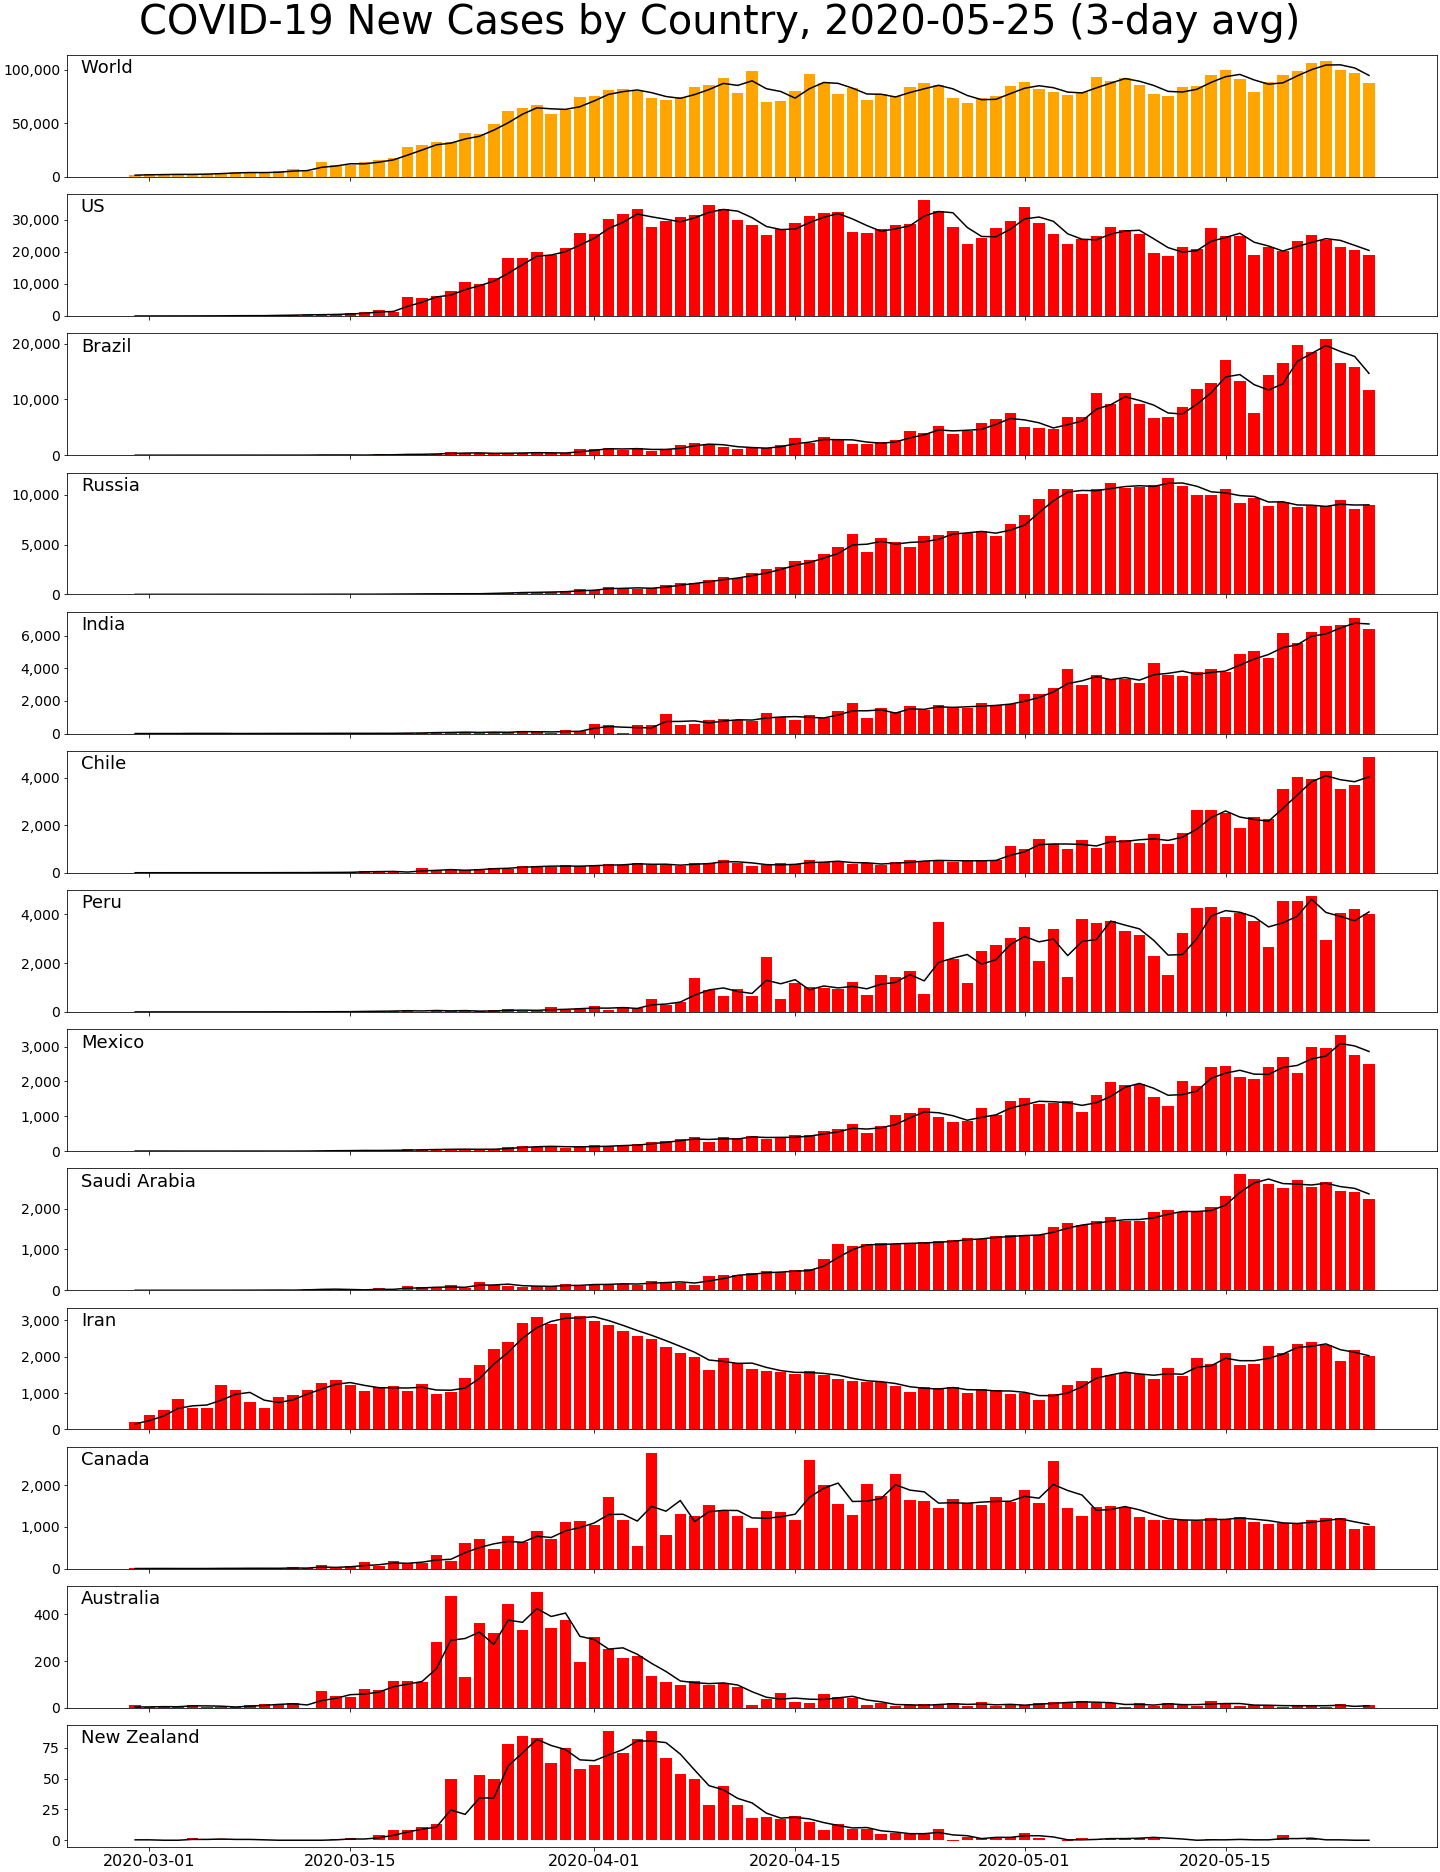 COVID-19 New Cases by Country, 2020-05-25 (3-day avg)
World
100,000
50,000
0
US
30,000
20,000
10,000
0
Brazil
20,000
10,000
0
Russia
10,000
5,000
0
India
6,000
4,000
2,000
0
Chile
4,000
2,000
0
Peru
4,000
2,000
0
Mexico
3,000
2,000
1,000
0
Saudi Arabia
2,000
1,000
0
Iran
3,000
2,000
1,000
0
Canada
2,000
1,000
0
Australia
400
200
0
New Zealand
75
50
25
0
2020-03-01 2020-03-15 2020-04-01 2020-04-15 2020-05-01 2020-05-15